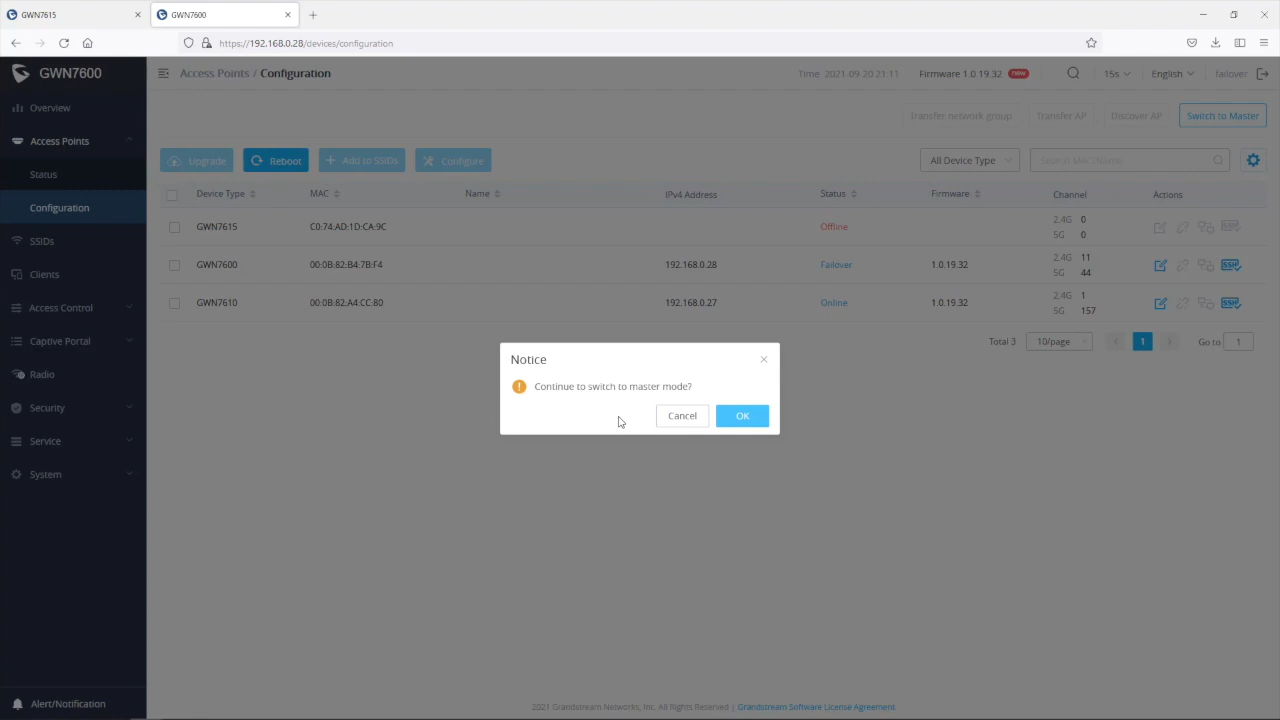 GWN7615
GWN7600
https://192.168.0.28/devices/configuration
GWN7600
Access Points / Configuration
Time 2021-09-20 21:11
Firmware 1.0.19.32 new
15s
English
failover
Overview
Access Points
Status
Configuration
SSIDs
Clients
Access Control
Captive Portal
Radio
Security
Service
System
Alert/Notification
Transfer network group
Transfer AP
Discover AP
Switch to Master
Upgrade
Reboot
Add to SSIDs
Configure
All Device Type
Search MAC/Name
Device Type MAC Name IPv4 Address Status Firmware Channel Actions
GWN7615 C0:74:AD:1D:CA:9C Offline 2.4G 0
5G 0
GWN7600 00:0B:82:B4:7B:F4 192.168.0.28 Failover 1.0.19.32 2.4G 11
5G 44
SSH
GWN7610 00:0B:82:A4:CC:80 192.168.0.27 Online 1.0.19.32 2.4G 1
5G 157
SSH
Total 3 10/page 1 Go to 1
Notice
Continue to switch to master mode?
Cancel
OK
2021 Grandstream Networks, Inc. All Rights Reserved | Grandstream Software License Agreement